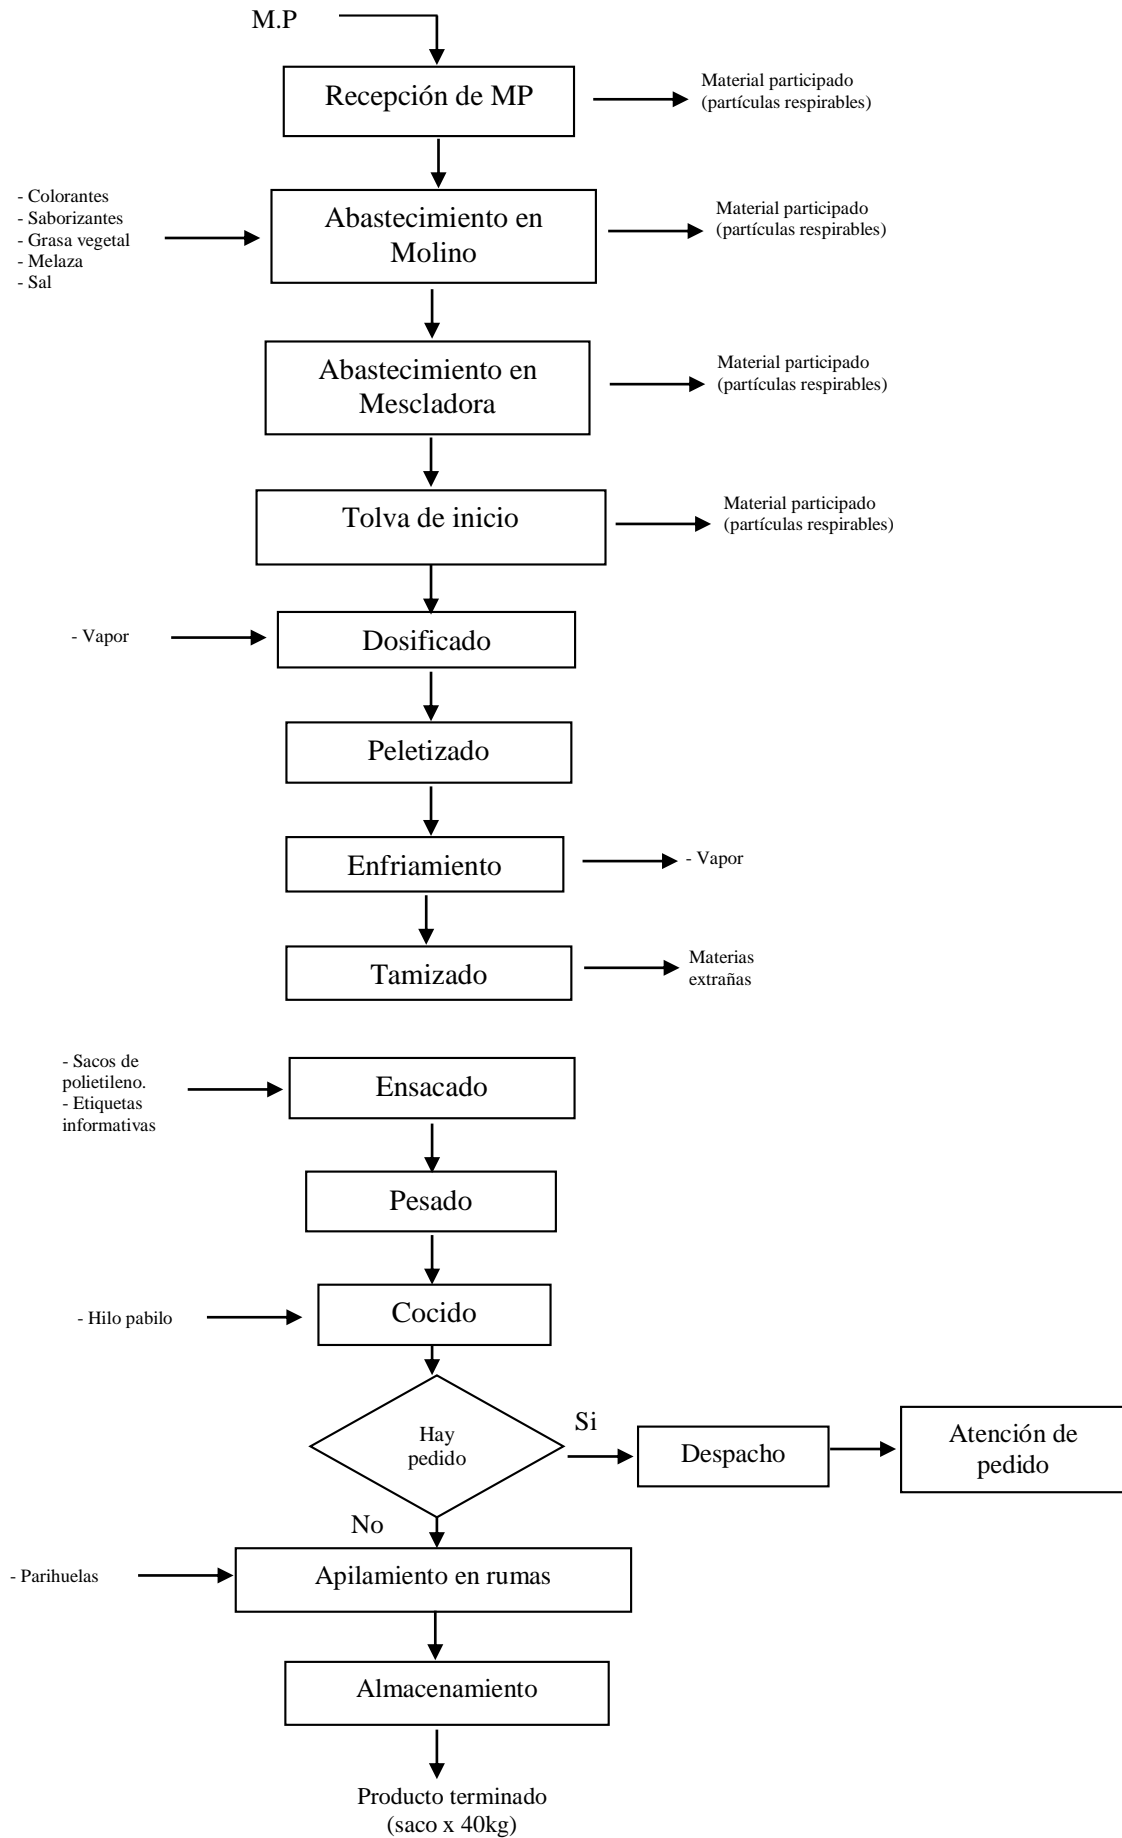 M.P
Recepción de MP
Material participado
(partículas respirables)
- Colorantes
- Saborizantes
- Grasa vegetal
- Melaza
- Sal
Abastecimiento en
Molino
Material participado
(partículas respirables)
Abastecimiento en
Mescladora
Material participado
(partículas respirables)
Tolva de inicio
Material participado
(partículas respirables)
- Vapor
Dosificado
Peletizado
Enfriamiento
- Vapor
Tamizado
Materias
extrañas
- Sacos de
polietileno.
- Etiquetas
informativas
Ensacado
Pesado
- Hilo pabilo
Cocido
Hay
pedido
Si
Despacho
Atención de
pedido
No
- Parihuelas
Apilamiento en rumas
Almacenamiento
Producto terminado
(saco x 40kg)